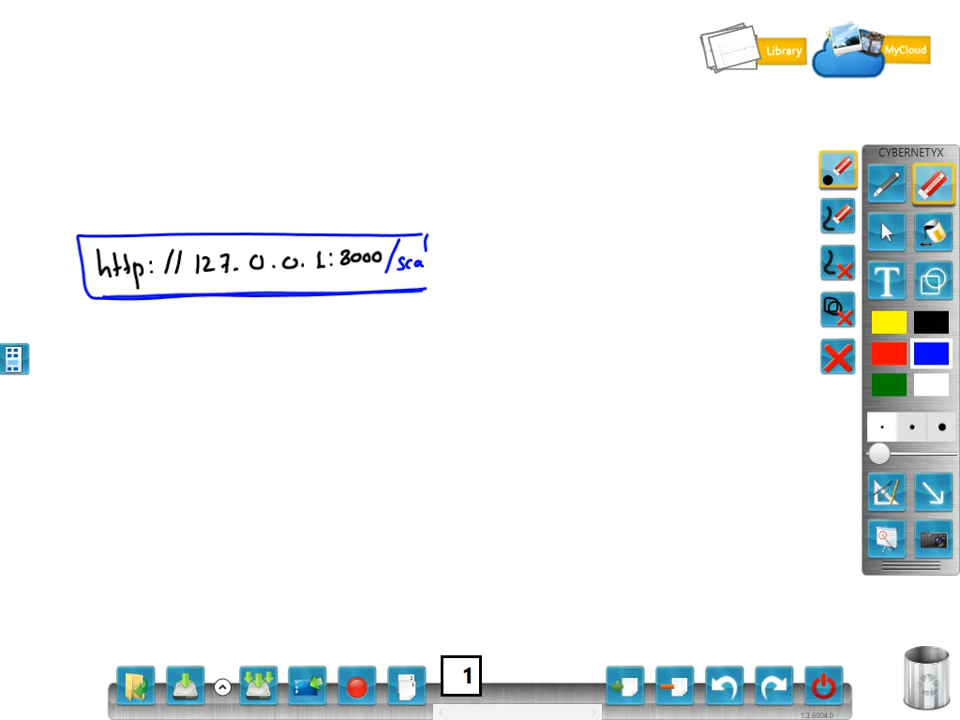 Library
MyCloud
CYBERNETYX
http://127.0.0.1:8000/sca
T
1
1.3.6004.0